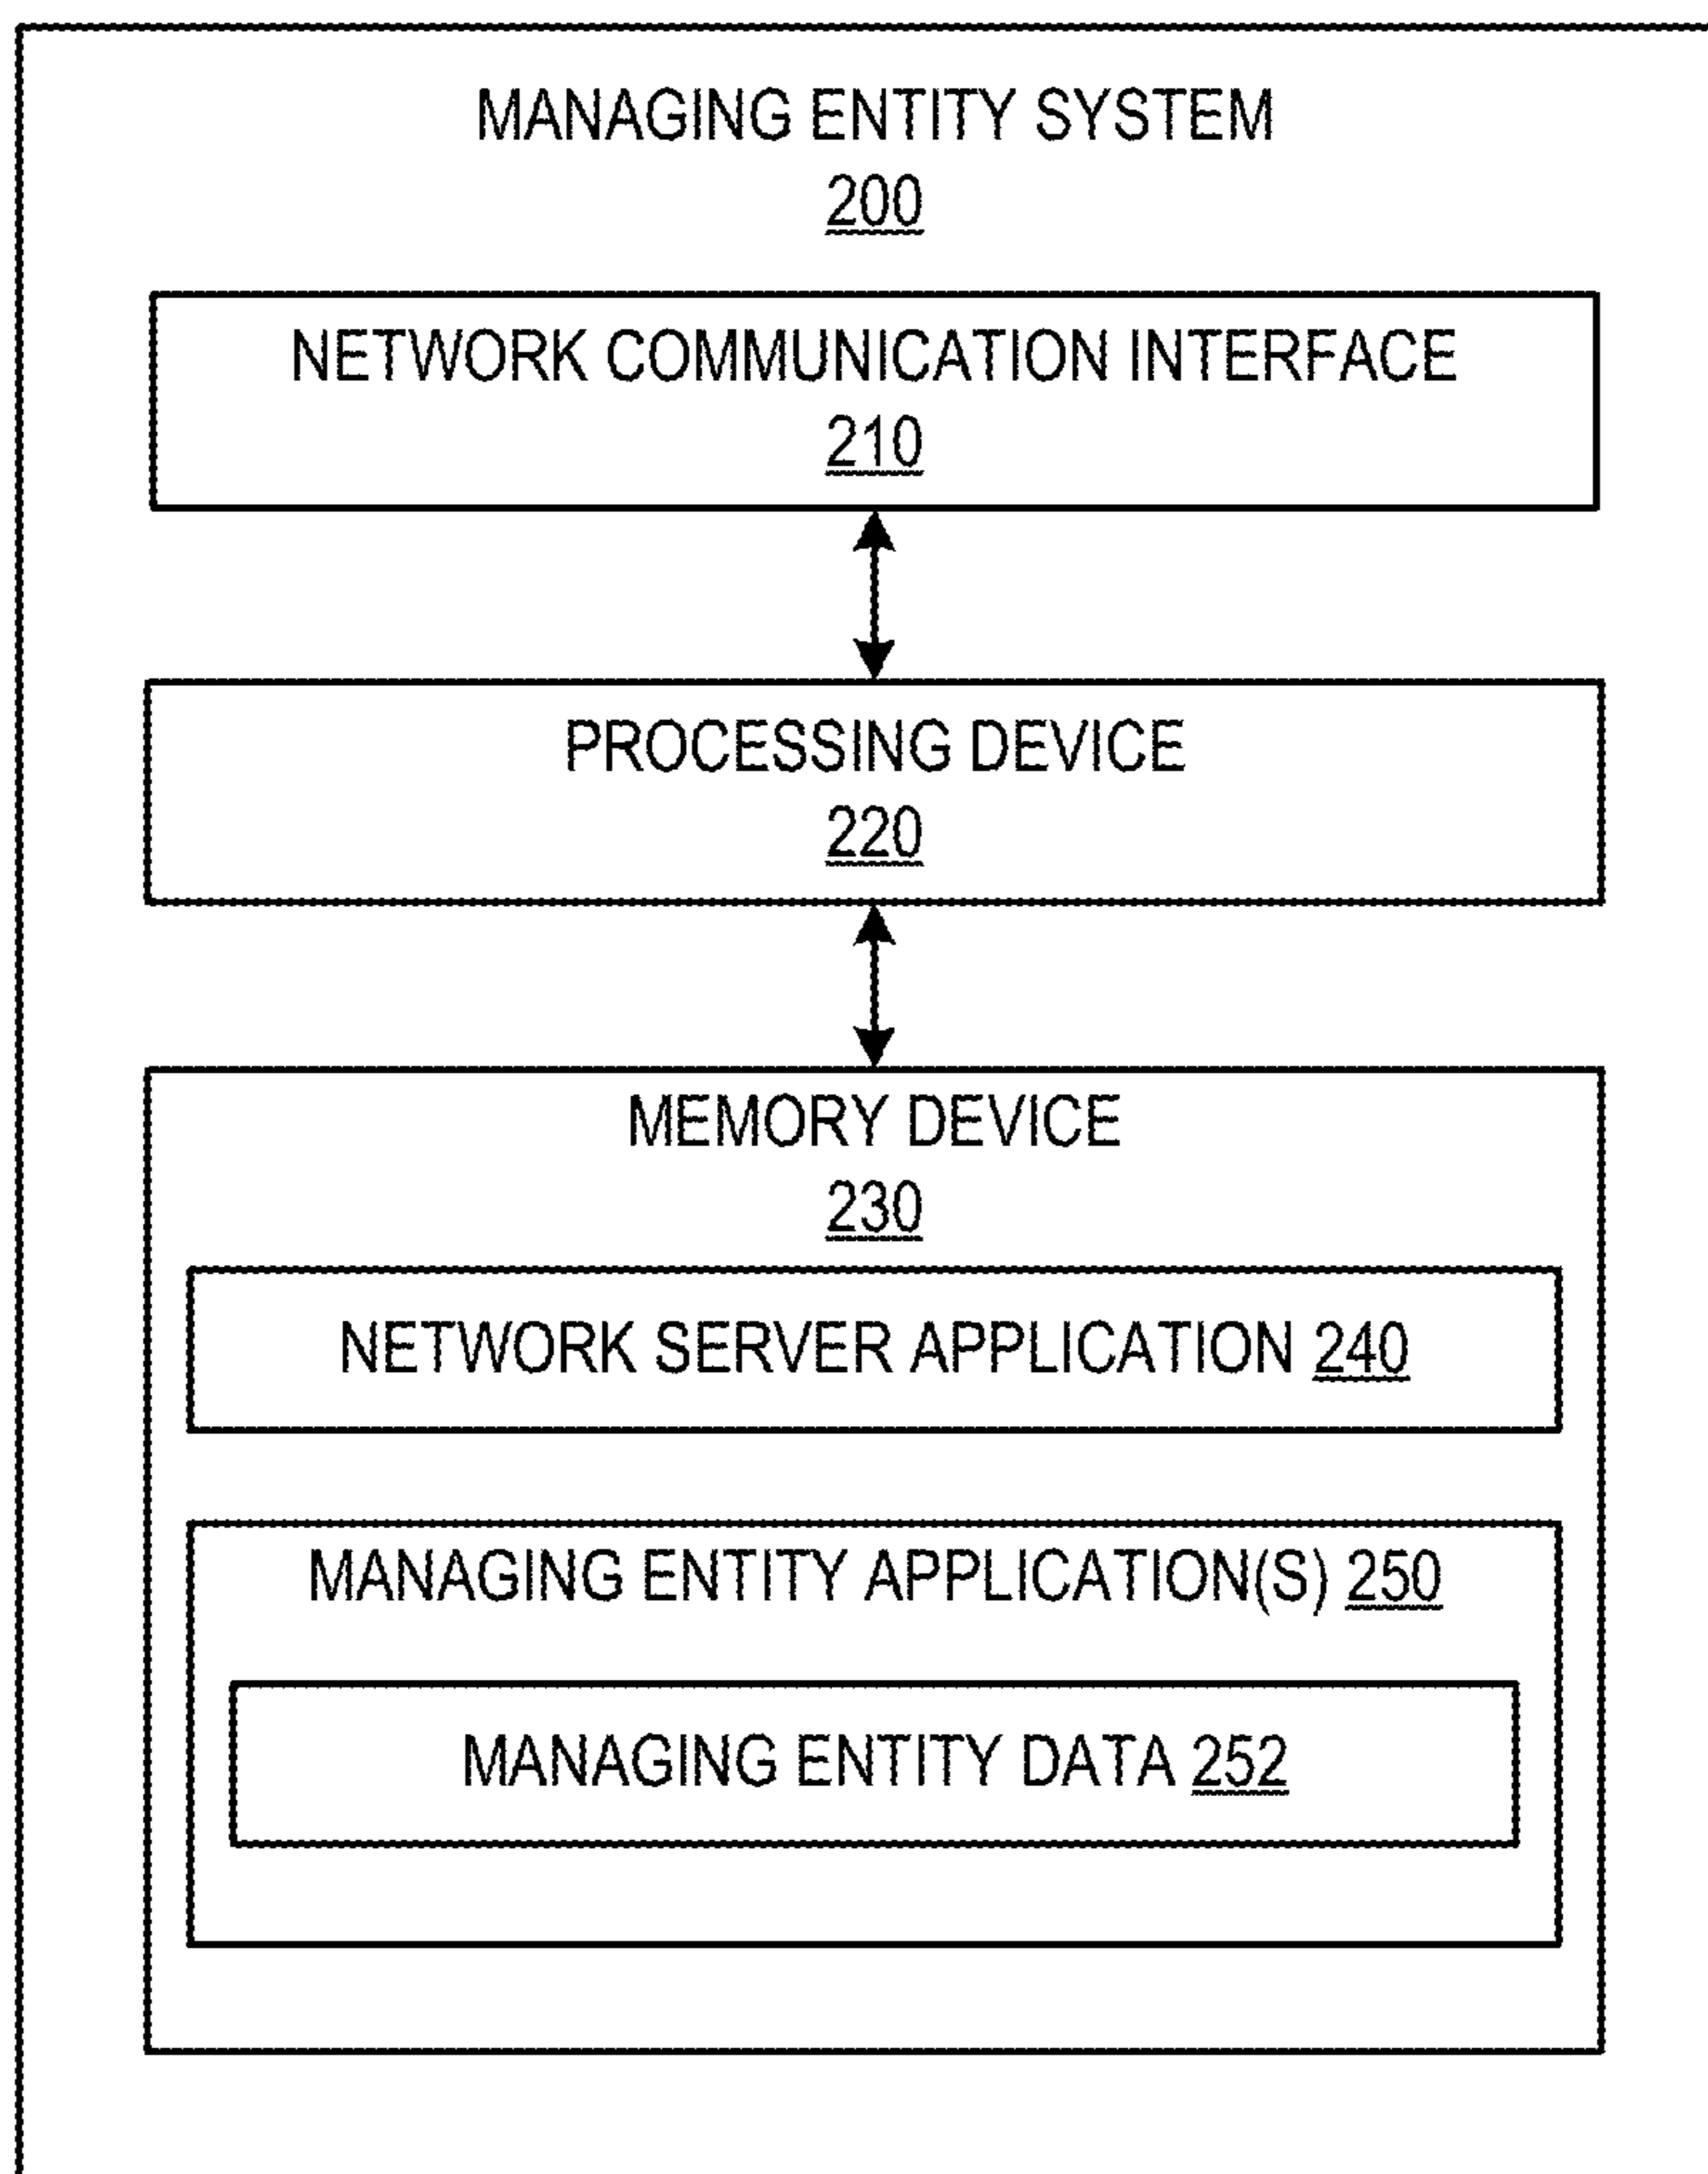 MANAGING ENTITY SYSTEM
200
NETWORK COMMUNICATION INTERFACE
210
PROCESSING DEVICE
220
MEMORY DEVICE
230
NETWORK SERVER APPLICATION 240
MANAGING ENTITY APPLICATION(S) 250
MANAGING ENTITY DATA 252